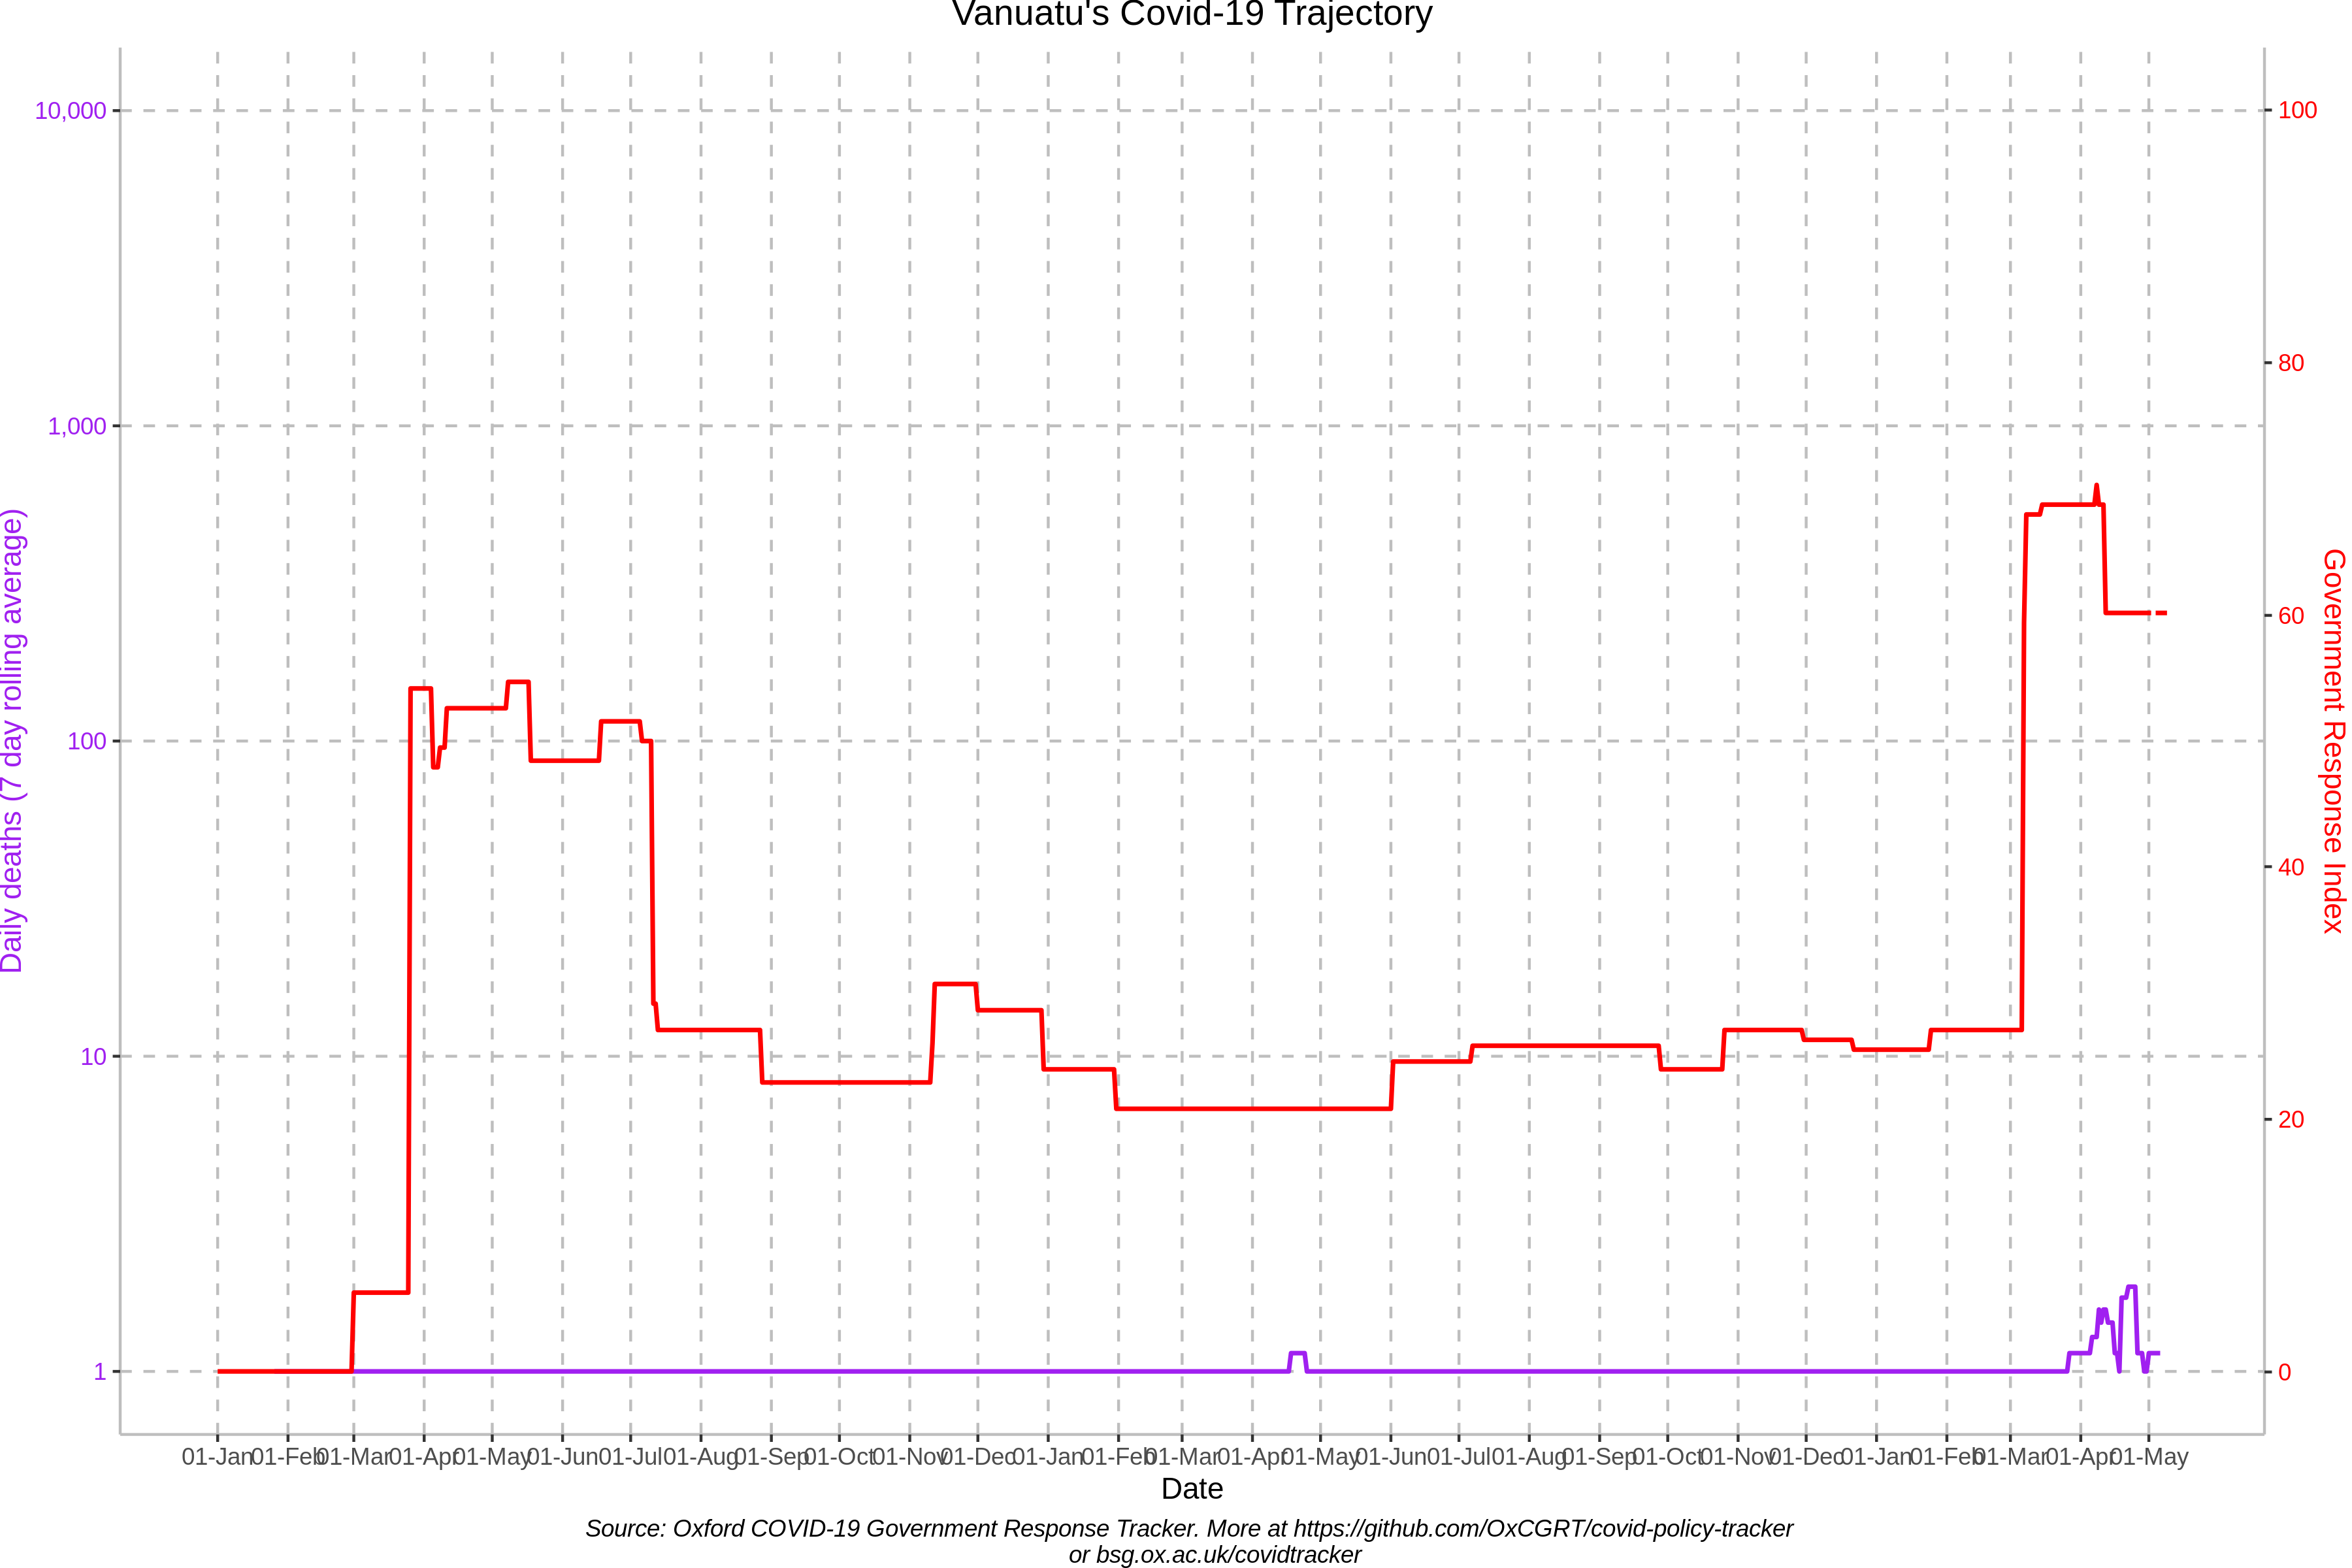 Vanuatu's Covid-19 Trajectory
10,000
1,000
100
10
1
Daily deaths (7 day rolling average)
100
80
60
40
20
0
Government Response Index
01-Jan 01-Feb 01-Mar 01-Apr 01-May 01-Jun 01-Jul 01-Aug 01-Sep 01-Oct 01-Nov 01-Dec 01-Jan 01-Feb 01-Mar 01-Apr 01-May 01-Jun 01-Jul 01-Aug 01-Sep 01-Oct 01-Nov 01-Dec 01-Jan 01-Feb 01-Mar 01-Apr 01-May
Date
Source: Oxford COVID-19 Government Response Tracker. More at https://github.com/OxCGRT/covid-policy-tracker
or bsg.ox.ac.uk/covidtracker